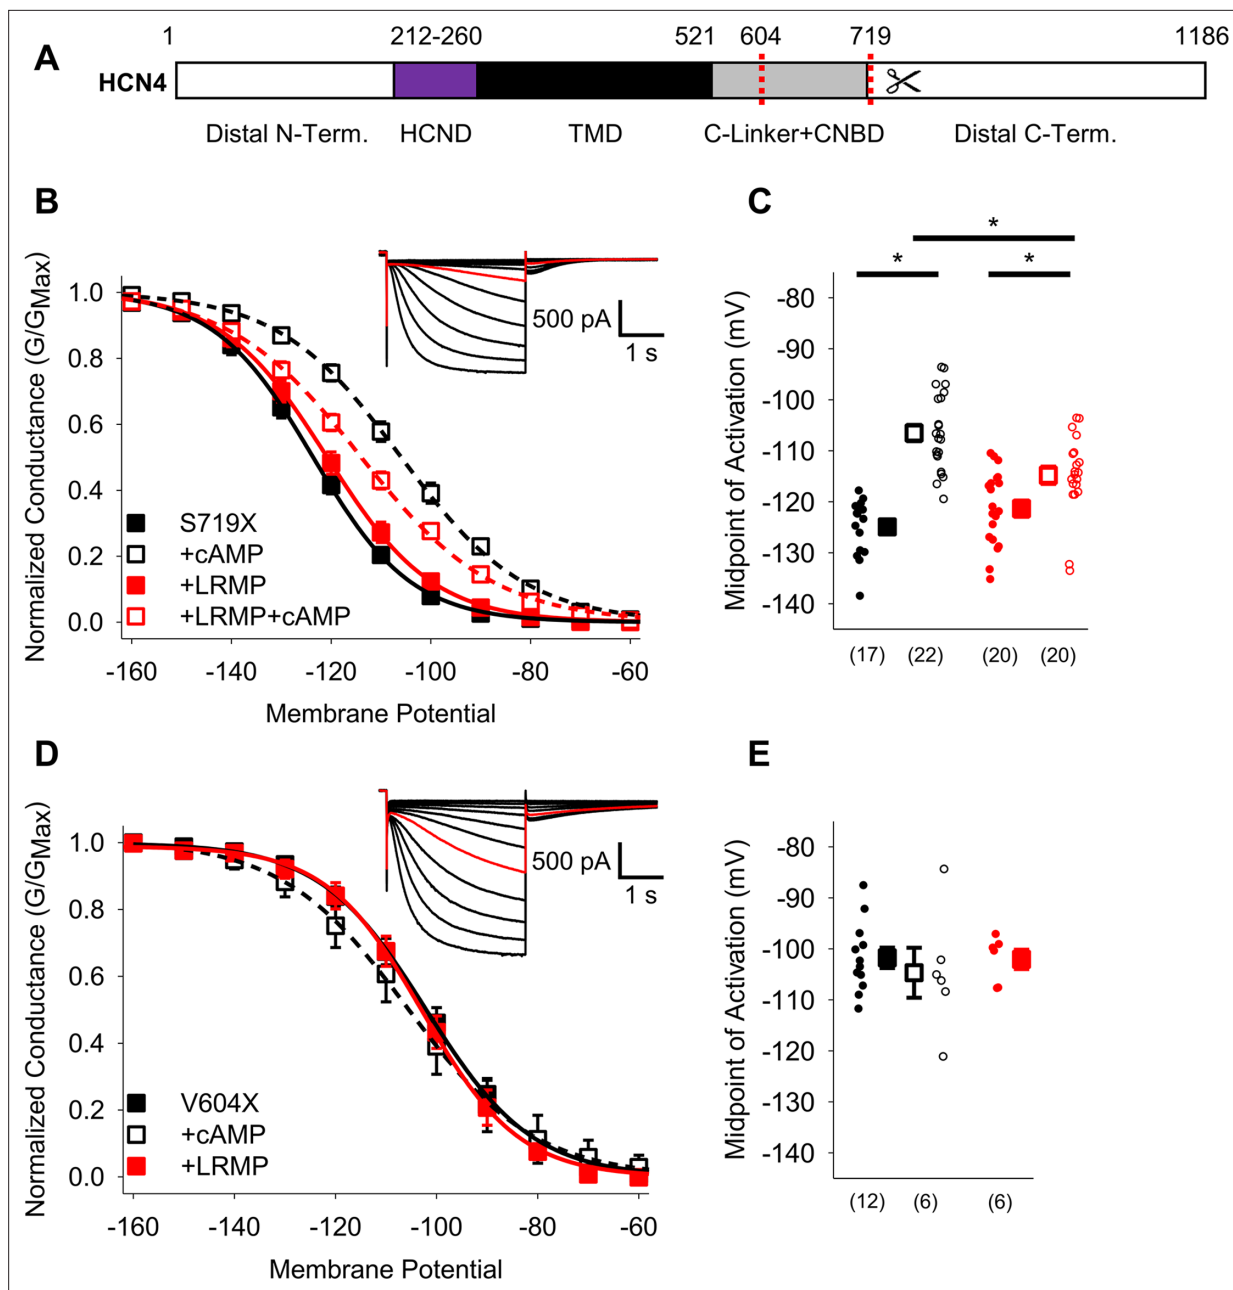 A
1 212-260 521 604 719 1186
HCN4
Distal N-Term. HCND TMD C-Linker+CNBD Distal C-Term.
B
Normalized Conductance (G/GMax)
1.0
0.8
0.6
0.4
0.2
0.0
500 pA
1 s
S719X
+cAMP
+LRMP
+LRMP+cAMP
-160 -140 -120 -100 -80 -60
Membrane Potential
C
* 
* *
Midpoint of Activation (mV)
-80
-90
-100
-110
-120
-130
-140
(17) (22) (20) (20)
D
Normalized Conductance (G/GMax)
1.0
0.8
0.6
0.4
0.2
0.0
500 pA
1 s
V604X
+cAMP
+LRMP
-160 -140 -120 -100 -80 -60
Membrane Potential
E
Midpoint of Activation (mV)
-80
-90
-100
-110
-120
-130
-140
(12) (6) (6)